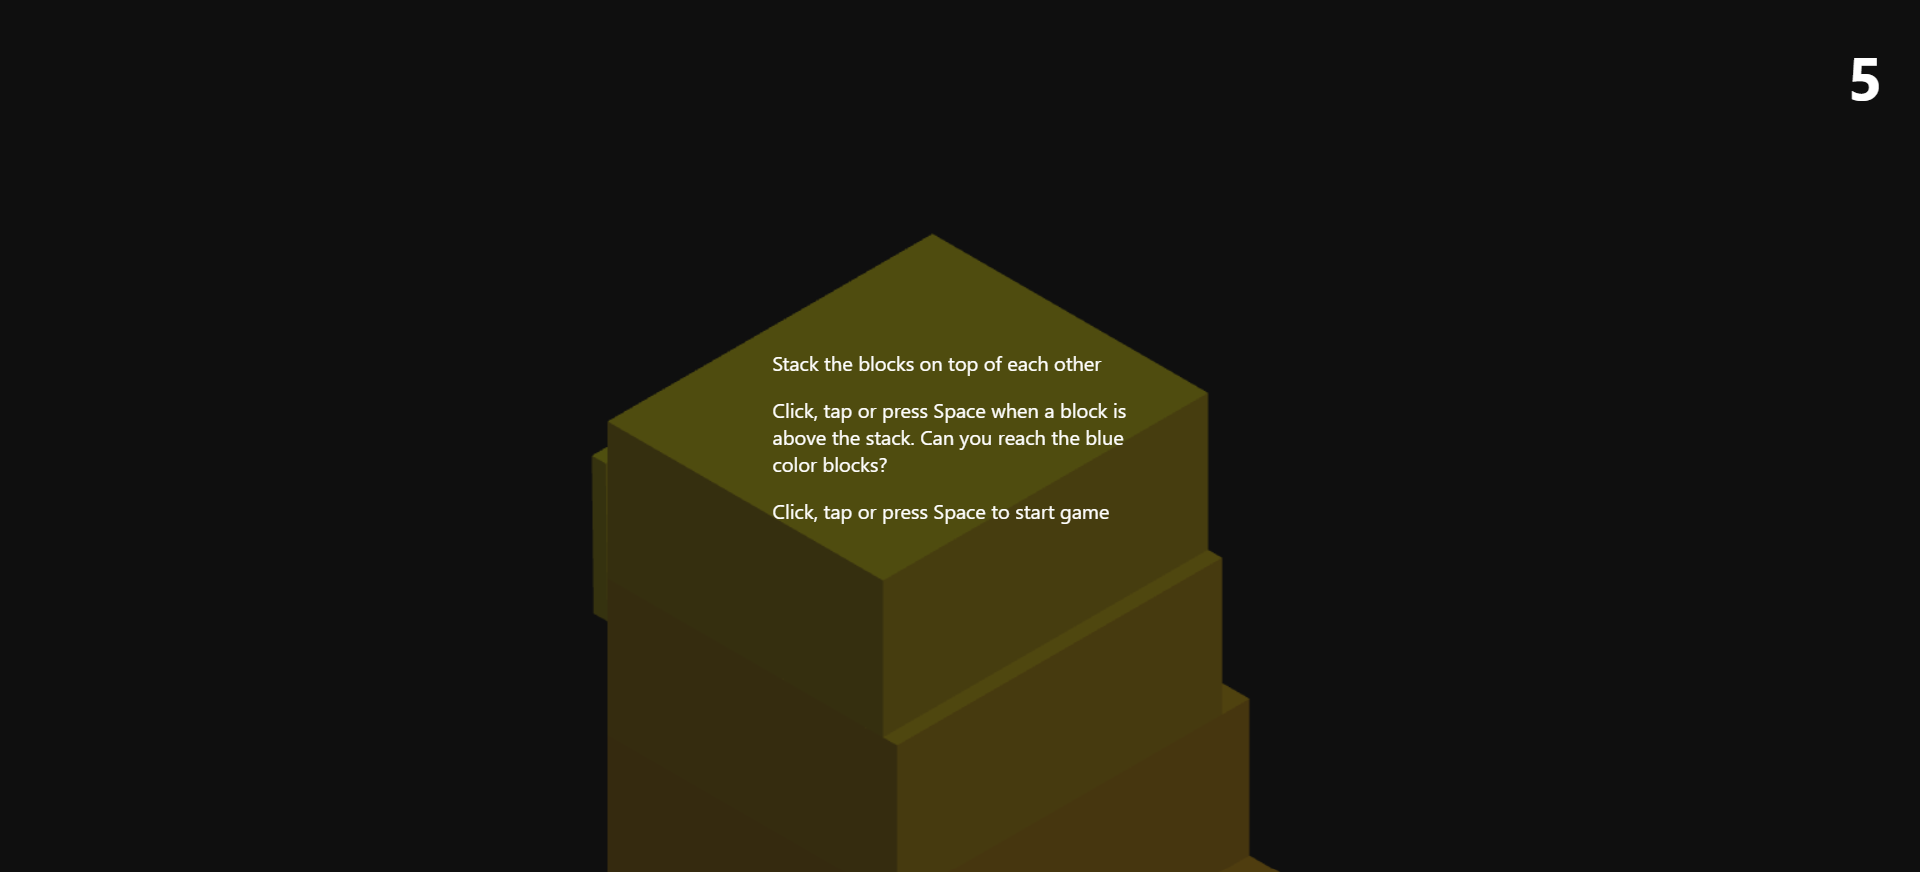 5
Stack the blocks on top of each other
Click, tap or press Space when a block is
above the stack. Can you reach the blue
color blocks?
Click, tap or press Space to start game